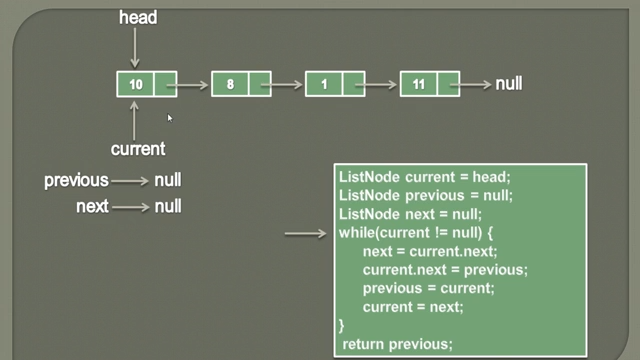 head
10 8 1 11 null
current
previous null
next null
ListNode current = head;
ListNode previous = null;
ListNode next = null;
while(current != null) {
next = current.next;
current.next = previous;
previous = current;
current = next;
}
return previous;